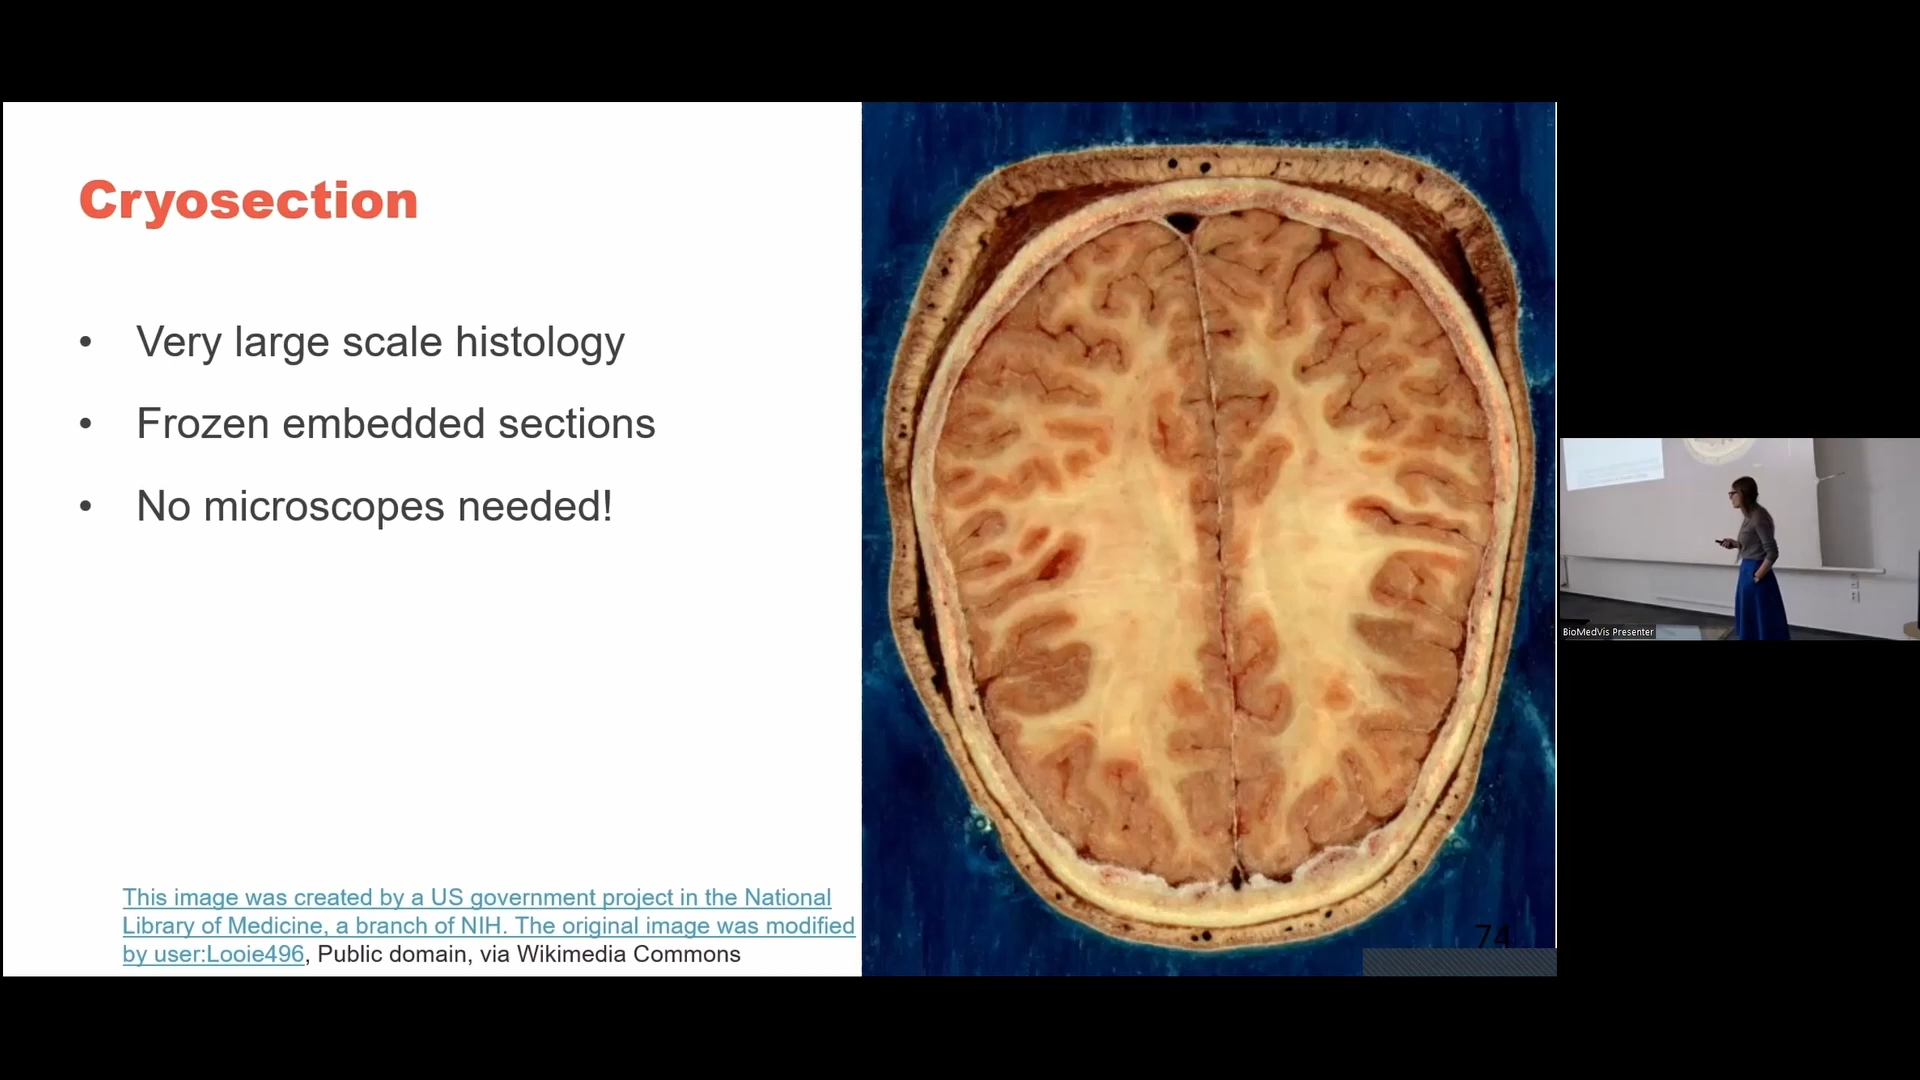 Cryosection
• Very large scale histology
• Frozen embedded sections
• No microscopes needed!
This image was created by a US government project in the National
Library of Medicine, a branch of NIH. The original image was modified
by user:Looie496, Public domain, via Wikimedia Commons
74
BioMedVis Presenter